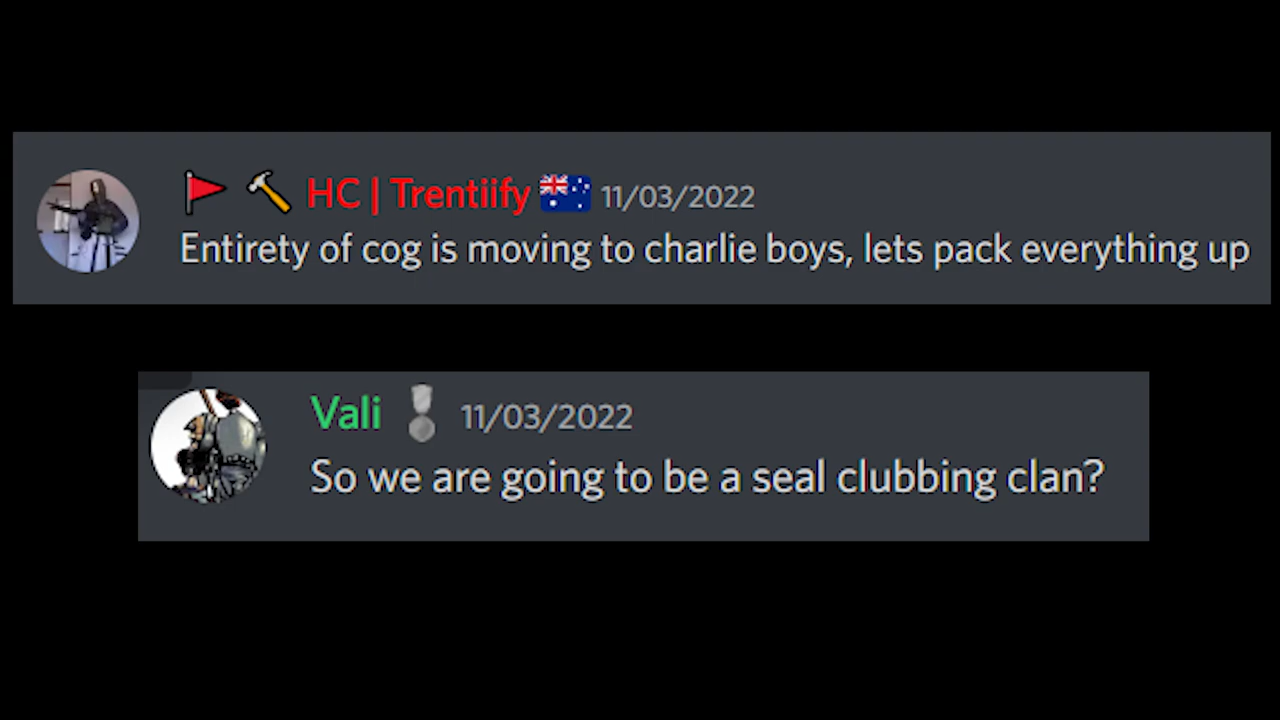 HC | Trentiify 11/03/2022
Entirety of cog is moving to charlie boys, lets pack everything up
Vali 11/03/2022
So we are going to be a seal clubbing clan?